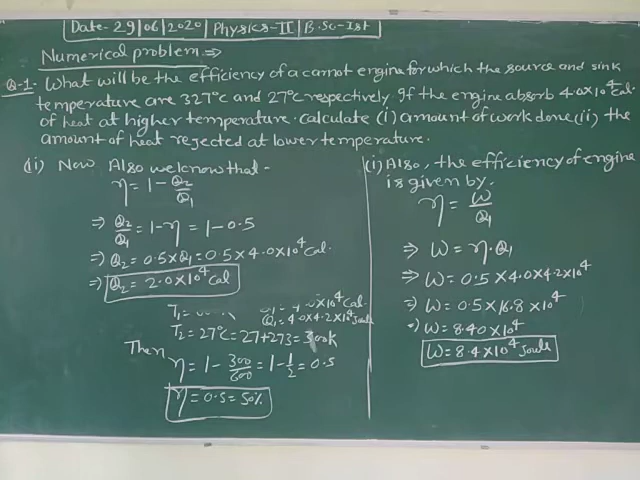 Date- 29|06|2020|Physics-II|B.Sc-Ist
Numerical problem ⇒
Q-1- What will be the efficiency of a carnot engine for which the source and sink
temperature are 327°c and 27°c respectively If the engine absorb 4.0×10⁴ Cal.
of heat at higher temperature. calculate (i) amount of work done, (ii) the
amount of heat rejected at lower temperature.
(ii) Now Also we know that-
η = 1 - Q₂/Q₁
⇒ Q₂/Q₁ = 1-η = 1-0.5
⇒ Q₂ = 0.5×Q₁ = 0.5×4.0×10⁴ Cal.
⇒ Q₂ = 2.0×10⁴ Cal
T₁=
×10⁴ Cal.
Q₁ = 4.0×4.2×10⁴ Jouls
T₂ = 27°c = 27+273 = 300K
Then
η = 1 - 300/600 = 1 - 1/2 = 0.5
η = 0.5 = 50%
(i) Also, the efficiency of engine
is given by.
η = W/Q₁
⇒ W = η·Q₁
⇒ W = 0.5×4.0×4.2×10⁴
⇒ W = 0.5×16.8×10⁴
⇒ W = 8.40×10⁴
W = 8.4×10⁴ Jouls